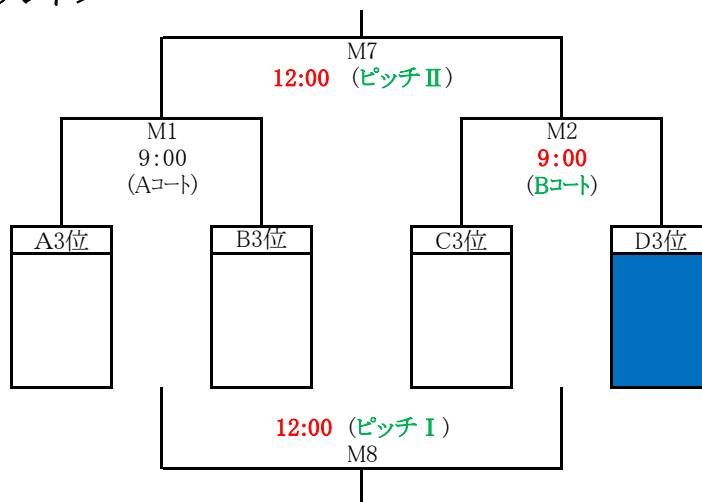 M7
12:00 (ピッチⅡ)
M1
9:00
(Aコート)
M2
9:00
(Bコート)
A3位
B3位
C3位
D3位
12:00 (ピッチⅠ)
M8